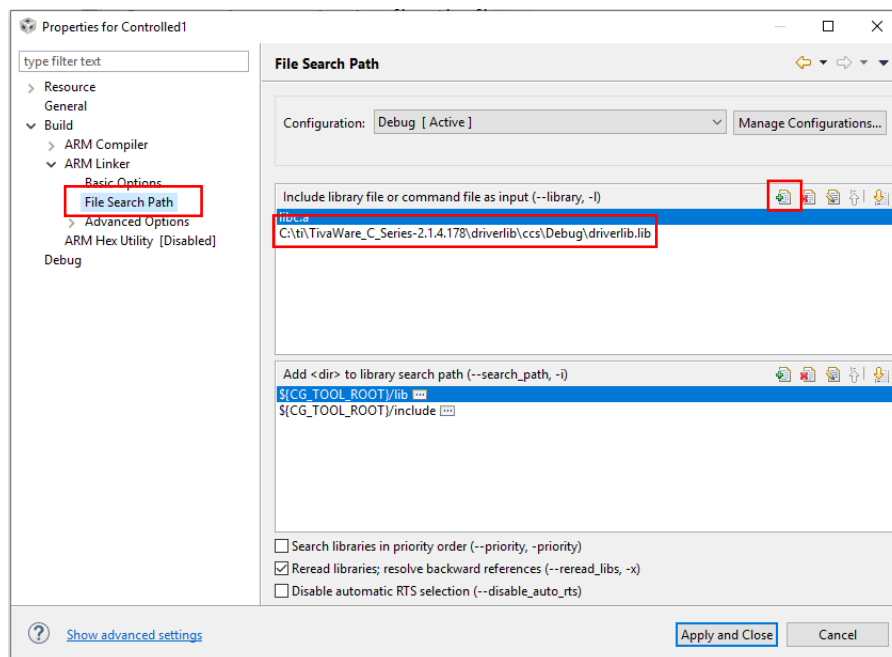 Properties for Controlled1
type filter text
File Search Path
Resource
General
Build
ARM Compiler
ARM Linker
Basic Options
File Search Path
Advanced Options
ARM Hex Utility [Disabled]
Debug
Configuration: Debug [ Active ] Manage Configurations...
Include library file or command file as input (--library, -l)
libc.a
C:\ti\TivaWare_C_Series-2.1.4.178\driverlib\ccs\Debug\driverlib.lib
Add <dir> to library search path (--search_path, -i)
${CG_TOOL_ROOT}/lib
${CG_TOOL_ROOT}/include
Search libraries in priority order (--priority, -priority)
Reread libraries; resolve backward references (--reread_libs, -x)
Disable automatic RTS selection (--disable_auto_rts)
Show advanced settings
Apply and Close Cancel